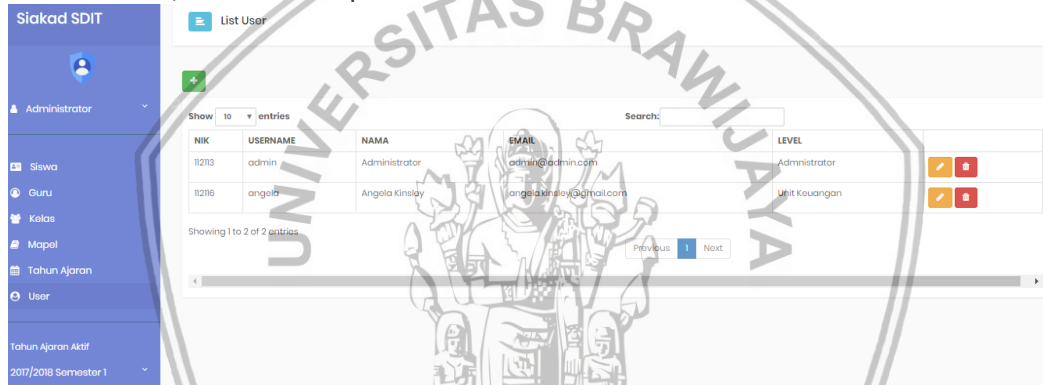 Siakad SDIT
List User
Administrator
Show 10 entries
Search:
NIK USERNAME NAMA EMAIL LEVEL
112113 admin Administrator admin@admin.com Admnistrator
112116 angela Angela Kinsley angela.kinsley@gmail.com Unit Keuangan
Showing 1 to 2 of 2 entries
Previous 1 Next
Siswa
Guru
Kelas
Mapel
Tahun Ajaran
User
Tahun Ajaran Aktif
2017/2018 Semester 1
UNIVERSITAS BRAWIJAYA